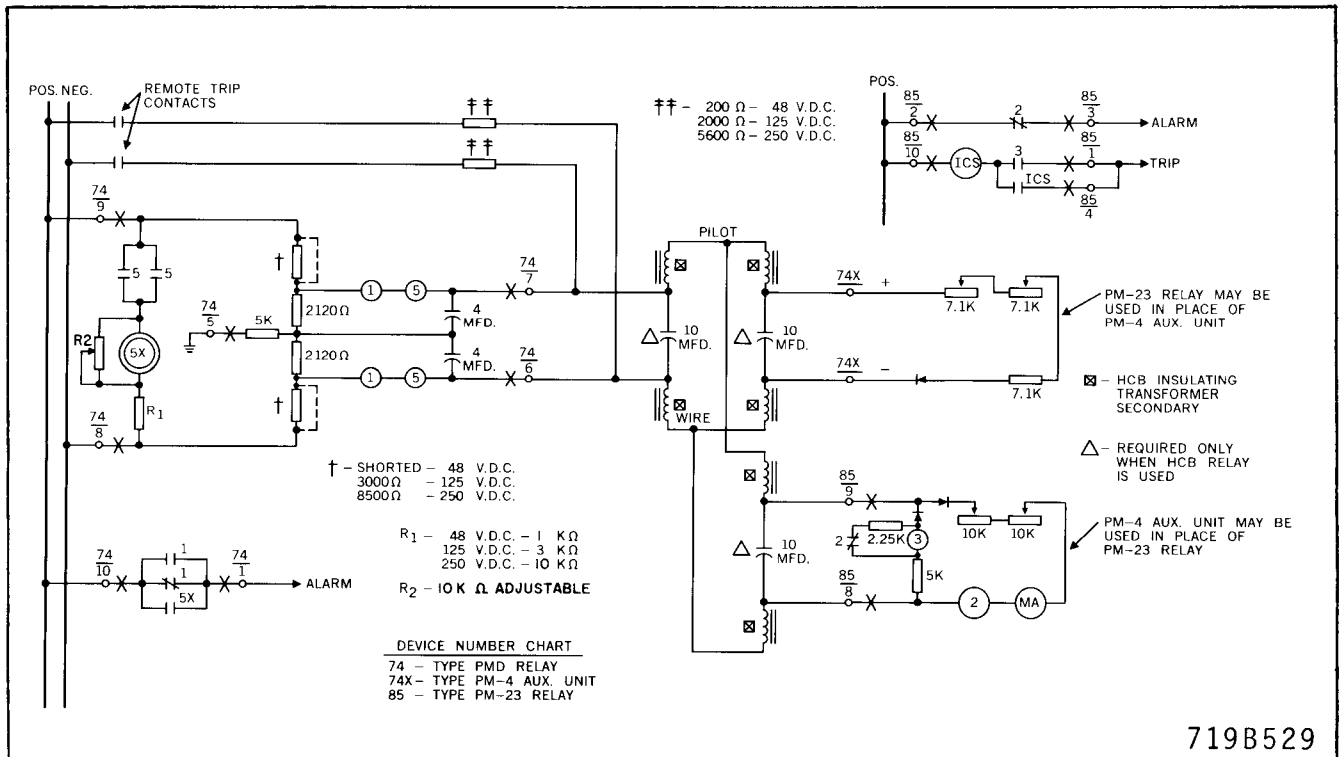 POS. NEG.
REMOTE TRIP
CONTACTS
‡‡
‡‡
‡‡ - 200 Ω - 48 V.D.C.
2000 Ω - 125 V.D.C.
5600 Ω - 250 V.D.C.
POS.
85
2
2
85
3
ALARM
85
10
ICS
3
85
1
TRIP
ICS
85
4
74
9
†
5
5
R2
5X
R1
74
8
74
5
5K
2120Ω
2120Ω
†
1
5
4
MFD.
74
7
1
5
4
MFD.
74
6
PILOT
10
MFD.
10
MFD.
WIRE
74X
+
7.1K
7.1K
74X
-
7.1K
PM-23 RELAY MAY BE
USED IN PLACE OF
PM-4 AUX. UNIT
- HCB INSULATING
TRANSFORMER
SECONDARY
△ - REQUIRED ONLY
WHEN HCB RELAY
IS USED
† - SHORTED - 48 V.D.C.
3000Ω - 125 V.D.C.
8500Ω - 250 V.D.C.
R1 - 48 V.D.C. - 1 KΩ
125 V.D.C. - 3 KΩ
250 V.D.C. - 10 KΩ
R2 - 10 K Ω ADJUSTABLE
74
10
1
1
5X
74
1
ALARM
85
9
10
MFD.
2
2.25K
3
5K
10K
10K
85
8
2
MA
PM-4 AUX. UNIT MAY BE
USED IN PLACE OF
PM-23 RELAY
DEVICE NUMBER CHART
74 - TYPE PMD RELAY
74X - TYPE PM-4 AUX. UNIT
85 - TYPE PM-23 RELAY
719B529